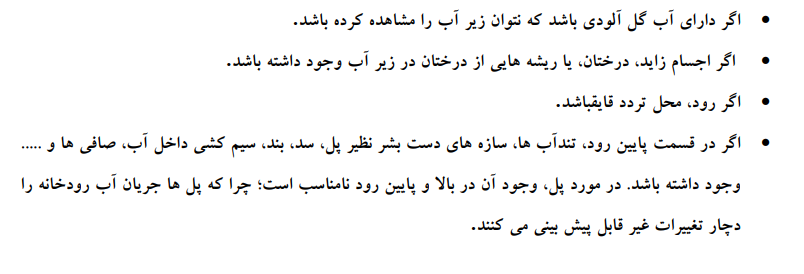 • اگر دارای آب گل آلودی باشد که نتوان زیر آب را مشاهده کرده باشد.
• اگر اجسام زاید، درختان، یا ریشه هایی از درختان در زیر آب وجود داشته باشد.
• اگر رود، محل تردد قایقباشد.
• اگر در قسمت پایین رود، تندآب ها، سازه های دست بشر نظیر پل، سد، بند، سیم کشی داخل آب، صافی ها و .....
وجود داشته باشد. در مورد پل، وجود آن در بالا و پایین رود نامناسب است؛ چرا که پل ها جریان آب رودخانه را
دچار تغییرات غیر قابل پیش بینی می کنند.